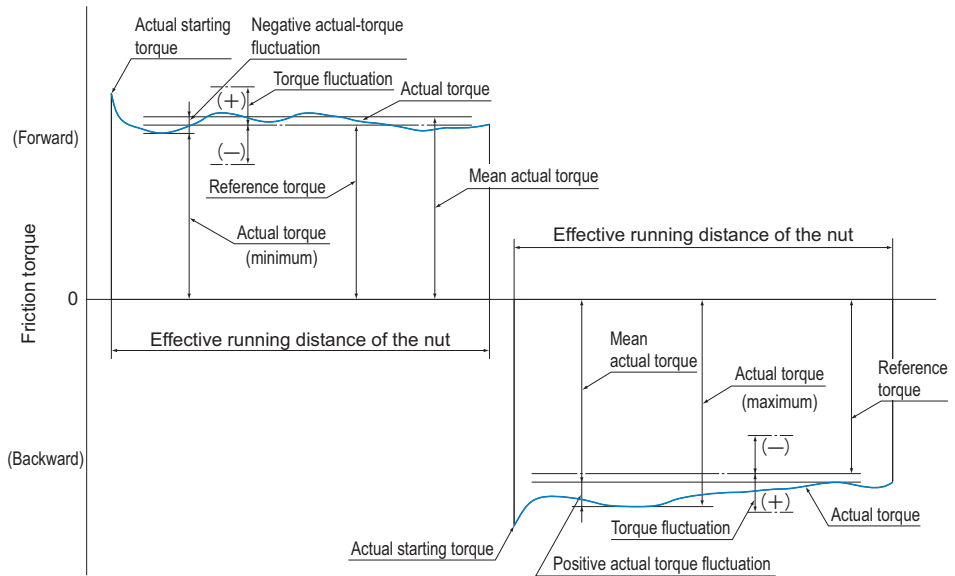 Actual starting
torque
Negative actual-torque
fluctuation
Torque fluctuation
Actual torque
(+)
(Forward)
(−)
Reference torque
Mean actual torque
Actual torque
(minimum)
Effective running distance of the nut
Friction torque
0
Effective running distance of the nut
Mean
actual torque
Actual torque
(maximum)
Reference
torque
(−)
(Backward)
(+)
Actual torque
Torque fluctuation
Actual starting torque
Positive actual torque fluctuation